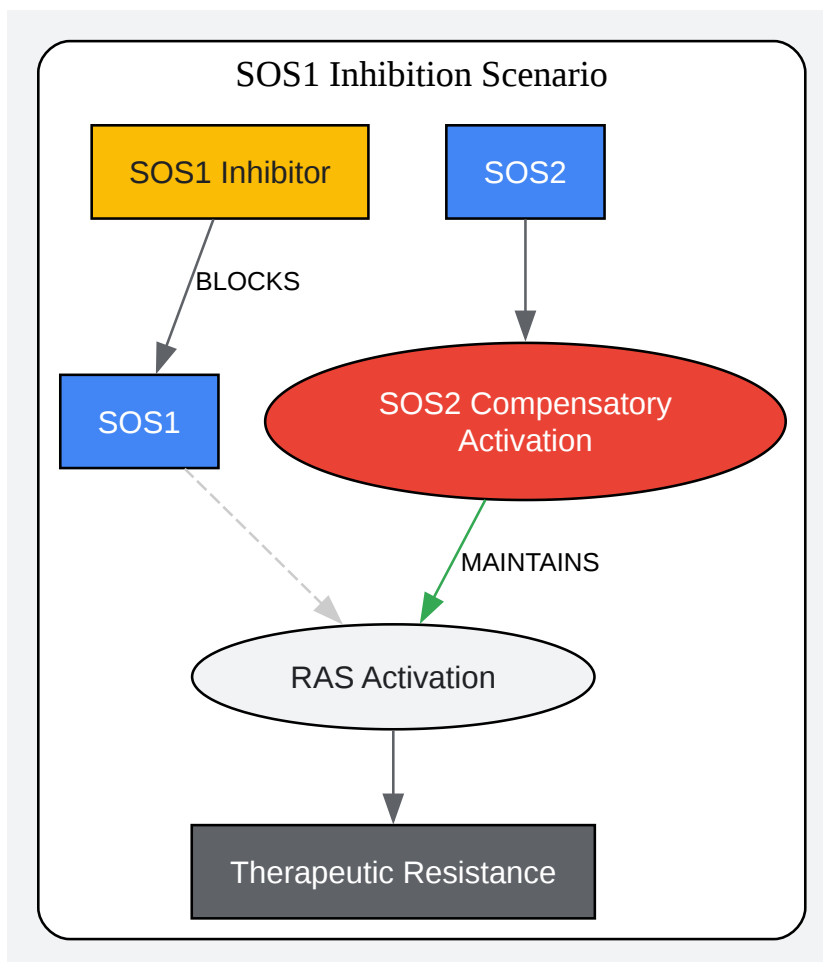 SOS1 Inhibition Scenario
SOS1 Inhibitor
SOS2
BLOCKS
SOS1
SOS2 Compensatory
Activation
MAINTAINS
RAS Activation
Therapeutic Resistance